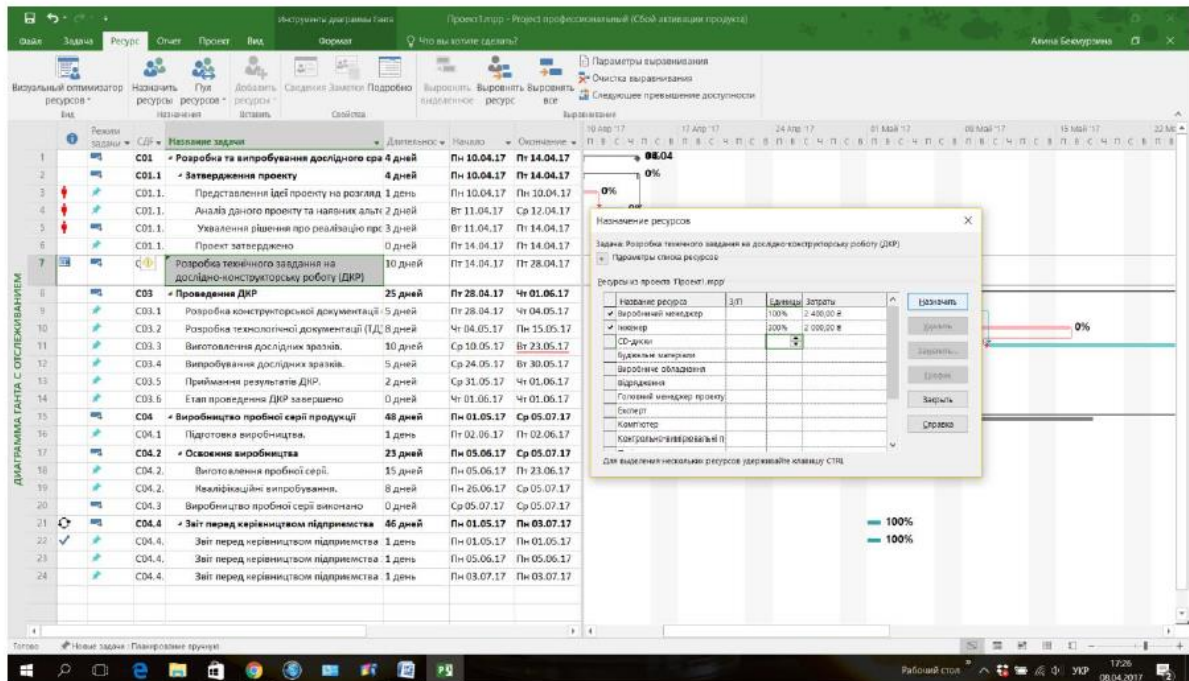 Инструменты диаграммы Ганта
Проект1.mpp - Project профессиональный (Сбой активации продукта)
Файл Задача Ресурс Отчет Проект Вид Формат
Что вы хотите сделать?
Алина Бекмурзина
Визуальный оптимизатор ресурсов
Назначить ресурсы
Пул ресурсов
Добавить ресурсы
Сведения Заметки Подробно
Выровнять выделенное
Выровнять ресурс
Выровнять все
Параметры выравнивания
Очистка выравнивания
Следующее превышение доступности
Вид Назначения Вставить Свойства Выравнивание
Режим задачи СДР Название задачи Длительнос Начало Окончание
10 Апр '17 17 Апр '17 24 Апр '17 01 Май '17 08 Май '17 15 Май '17
1 C01 Розробка та випробування дослідного сра 4 дней Пн 10.04.17 Пт 14.04.17
2 C01.1 Затвердження проекту 4 дней Пн 10.04.17 Пт 14.04.17 0%
3 C01.1. Представлення ідеї проекту на розгляд 1 день Пн 10.04.17 Пн 10.04.17 0%
4 C01.1. Аналіз даного проекту та наявних альте 2 дней Вт 11.04.17 Ср 12.04.17
5 C01.1. Ухвалення рішення про реалізацію прс 3 дней Вт 11.04.17 Пт 14.04.17
6 C01.1. Проект затверджено 0 дней Пт 14.04.17 Пт 14.04.17
7 Розробка технічного завдання на дослідно-конструкторську роботу (ДКР) 10 дней Пт 14.04.17 Пт 28.04.17
8 C03 Проведення ДКР 25 дней Пт 28.04.17 Чт 01.06.17
9 C03.1 Розробка конструкторської документації 5 дней Пт 28.04.17 Чт 04.05.17
10 C03.2 Розробка технологічної документації (ТД 8 дней Чт 04.05.17 Пн 15.05.17 0%
11 C03.3 Виготовлення дослідних зразків. 10 дней Ср 10.05.17 Вт 23.05.17
12 C03.4 Випробування дослідних зразків. 5 дней Ср 24.05.17 Вт 30.05.17
13 C03.5 Приймання результатів ДКР. 2 дней Ср 31.05.17 Чт 01.06.17
14 C03.6 Етап проведення ДКР завершено 0 дней Чт 01.06.17 Чт 01.06.17
15 C04 Виробництво пробної серії продукції 48 дней Пн 01.05.17 Ср 05.07.17
16 C04.1 Підготовка виробництва. 1 день Пт 02.06.17 Пт 02.06.17
17 C04.2 Освоєння виробництва 23 дней Пн 05.06.17 Ср 05.07.17
18 C04.2. Виготовлення пробної серії. 15 дней Пн 05.06.17 Пт 23.06.17
19 C04.2. Кваліфікаційні випробування. 8 дней Пн 26.06.17 Ср 05.07.17
20 C04.3 Виробництво пробної серії виконано 0 дней Ср 05.07.17 Ср 05.07.17
21 C04.4 Звіт перед керівництвом підприємства 46 дней Пн 01.05.17 Пн 03.07.17 100%
22 C04.4. Звіт перед керівництвом підприємства 1 день Пн 01.05.17 Пн 01.05.17 100%
23 C04.4. Звіт перед керівництвом підприємства 1 день Пн 05.06.17 Пн 05.06.17
24 C04.4. Звіт перед керівництвом підприємства 1 день Пн 03.07.17 Пн 03.07.17
ДИАГРАММА ГАНТА С ОТСЛЕЖИВАНИЕМ
Назначение ресурсов
Задача: Розробка технічного завдання на дослідно-конструкторську роботу (ДКР)
Параметры списка ресурсов
Ресурсы из проекта 'Проект1.mpp'
Название ресурса З/П Единицы Затраты
Виробничий менеджер 100% 2 400,00 ₴
Інженер 200% 2 000,00 ₴
CD-диски
Будівельні матеріали
Виробниче обладнання
Відрядження
Головний менеджер проекту
Експерт
Комп'ютер
Назначить
Удалить
Заменить...
Графики
Закрыть
Справка
Для выделения нескольких ресурсов удерживайте клавишу CTRL
Готово Новые задачи : Планирование вручную
Рабочий стол УКР 17:26
08.04.2017